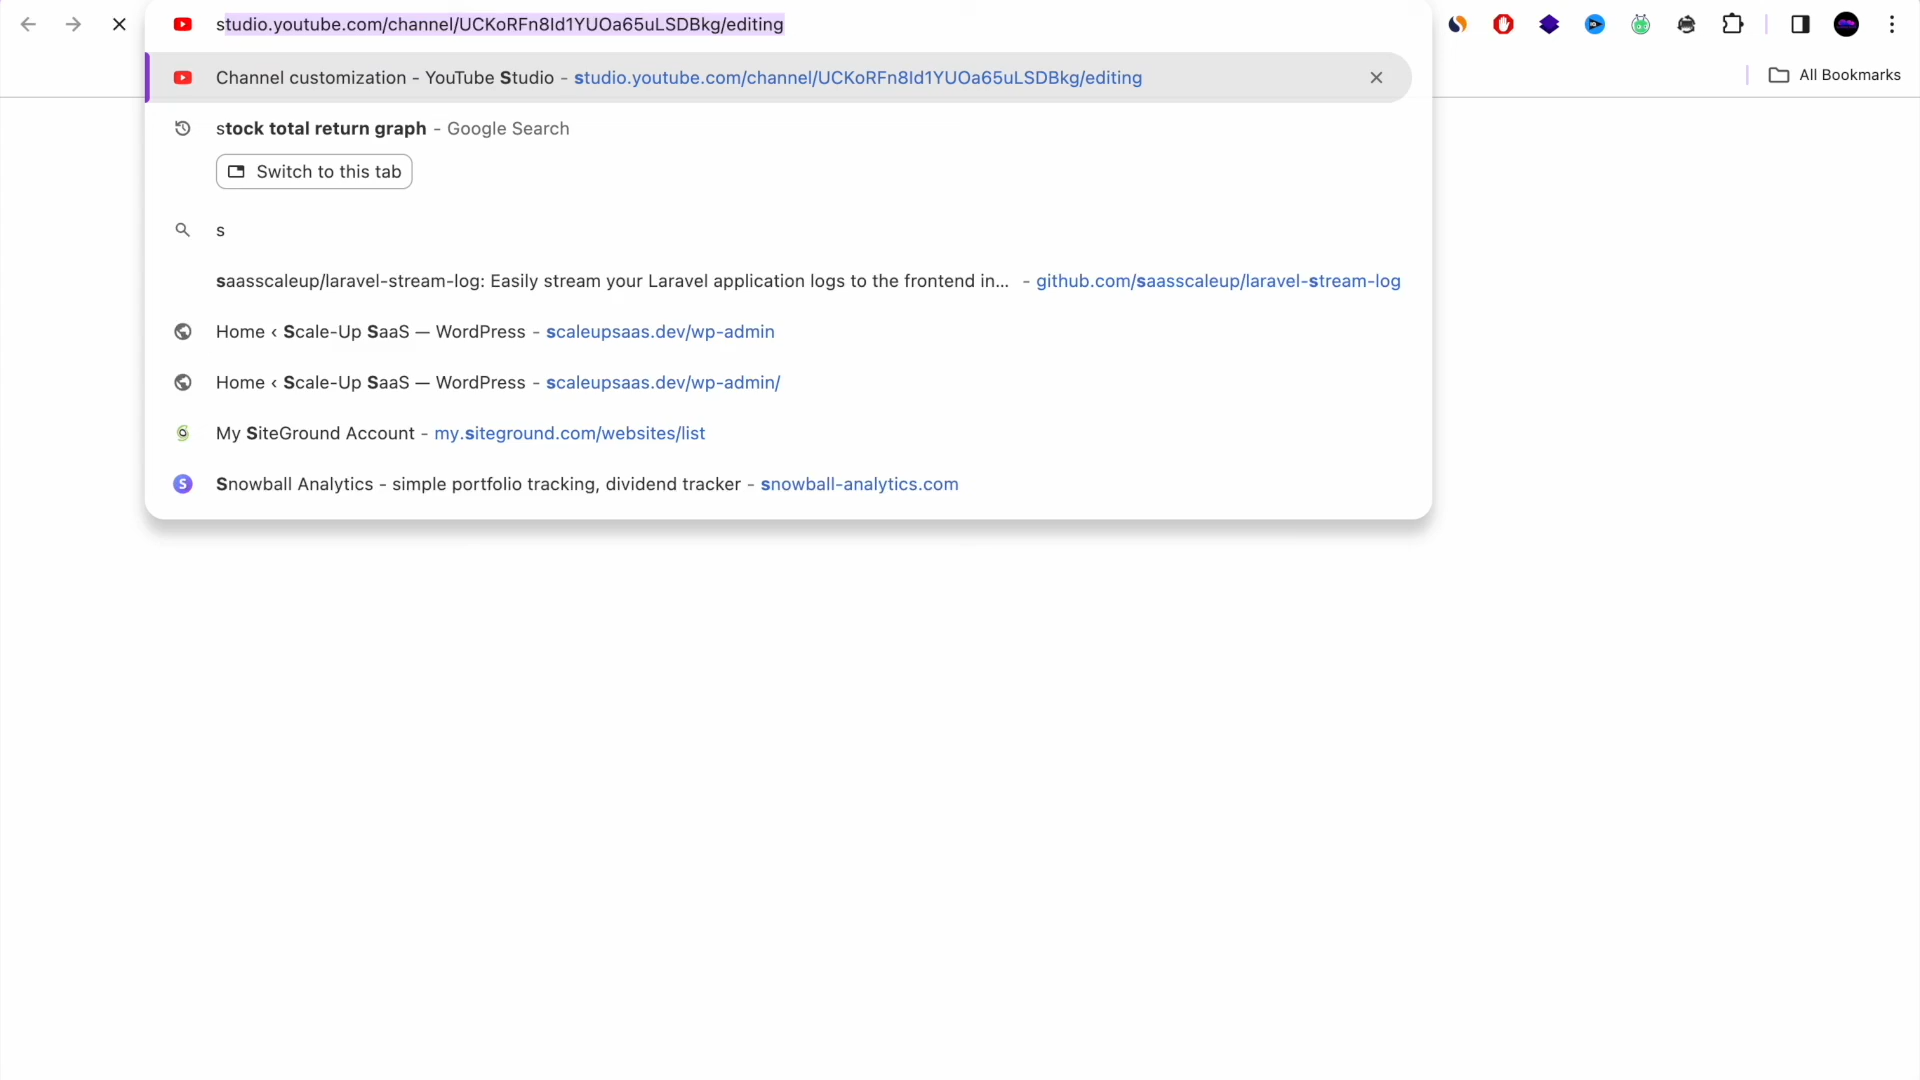 studio.youtube.com/channel/UCKoRFn8Id1YUOa65uLSDBkg/editing
Channel customization - YouTube Studio - studio.youtube.com/channel/UCKoRFn8Id1YUOa65uLSDBkg/editing
All Bookmarks
stock total return graph - Google Search
Switch to this tab
s
saasscaleup/laravel-stream-log: Easily stream your Laravel application logs to the frontend in... - github.com/saasscaleup/laravel-stream-log
Home ‹ Scale-Up SaaS — WordPress - scaleupsaas.dev/wp-admin
Home ‹ Scale-Up SaaS — WordPress - scaleupsaas.dev/wp-admin/
My SiteGround Account - my.siteground.com/websites/list
S Snowball Analytics - simple portfolio tracking, dividend tracker - snowball-analytics.com